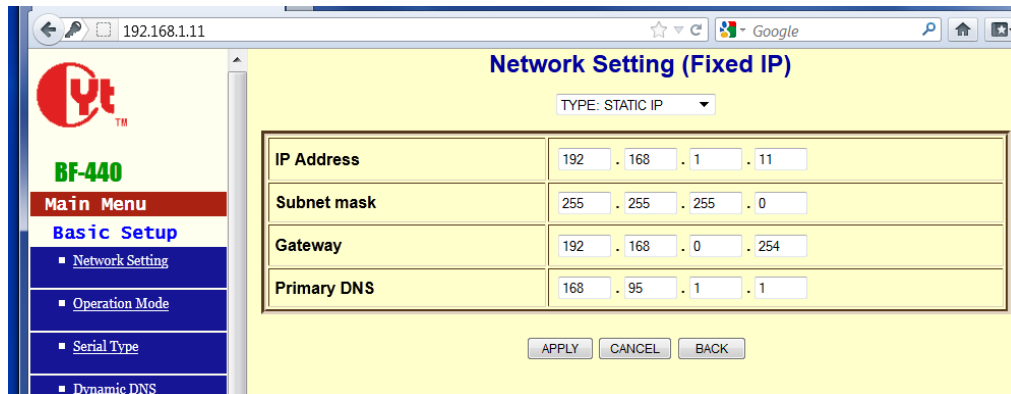 192.168.1.11
Google
Cyt
TM
BF-440
Main Menu
Basic Setup
Network Setting
Operation Mode
Serial Type
Dynamic DNS
Network Setting (Fixed IP)
TYPE: STATIC IP
IP Address 192 . 168 . 1 . 11
Subnet mask 255 . 255 . 255 . 0
Gateway 192 . 168 . 0 . 254
Primary DNS 168 . 95 . 1 . 1
APPLY CANCEL BACK